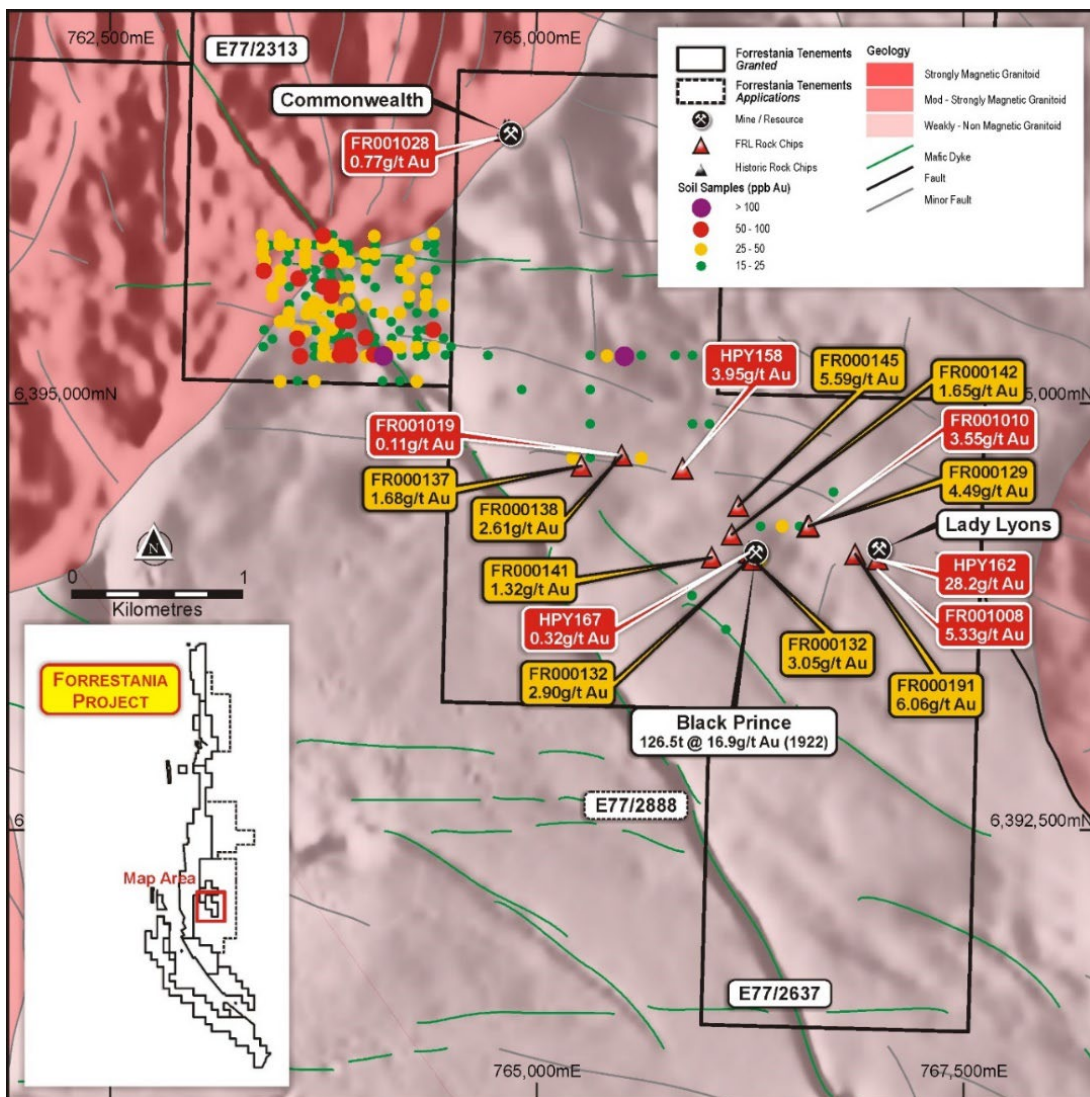 762,500mE
E77/2313
765,000mE
Commonwealth
FR001028
0.77g/t Au
Forrestania Tenements
Granted
Forrestania Tenements
Applications
Mine / Resource
FRL Rock Chips
Historic Rock Chips
Soil Samples (ppb Au)
> 100
50 - 100
25 - 50
15 - 25
Geology
Strongly Magnetic Granitoid
Mod - Strongly Magnetic Granitoid
Weakly - Non Magnetic Granitoid
Mafic Dyke
Fault
Minor Fault
6,395,000mN
5,000mN
HPY158
3.95g/t Au
FR000145
5.59g/t Au
FR000142
1.65g/t Au
FR001019
0.11g/t Au
FR001010
3.55g/t Au
FR000137
1.68g/t Au
FR000129
4.49g/t Au
FR000138
2.61g/t Au
Lady Lyons
N
0 1
Kilometres
FR000141
1.32g/t Au
HPY162
28.2g/t Au
HPY167
0.32g/t Au
FR001008
5.33g/t Au
FR000132
2.90g/t Au
FR000132
3.05g/t Au
FR000191
6.06g/t Au
Black Prince
126.5t @ 16.9g/t Au (1922)
FORRESTANIA
PROJECT
Map Area
E77/2888
6
6,392,500mN
E77/2637
765,000mE
767,500mE